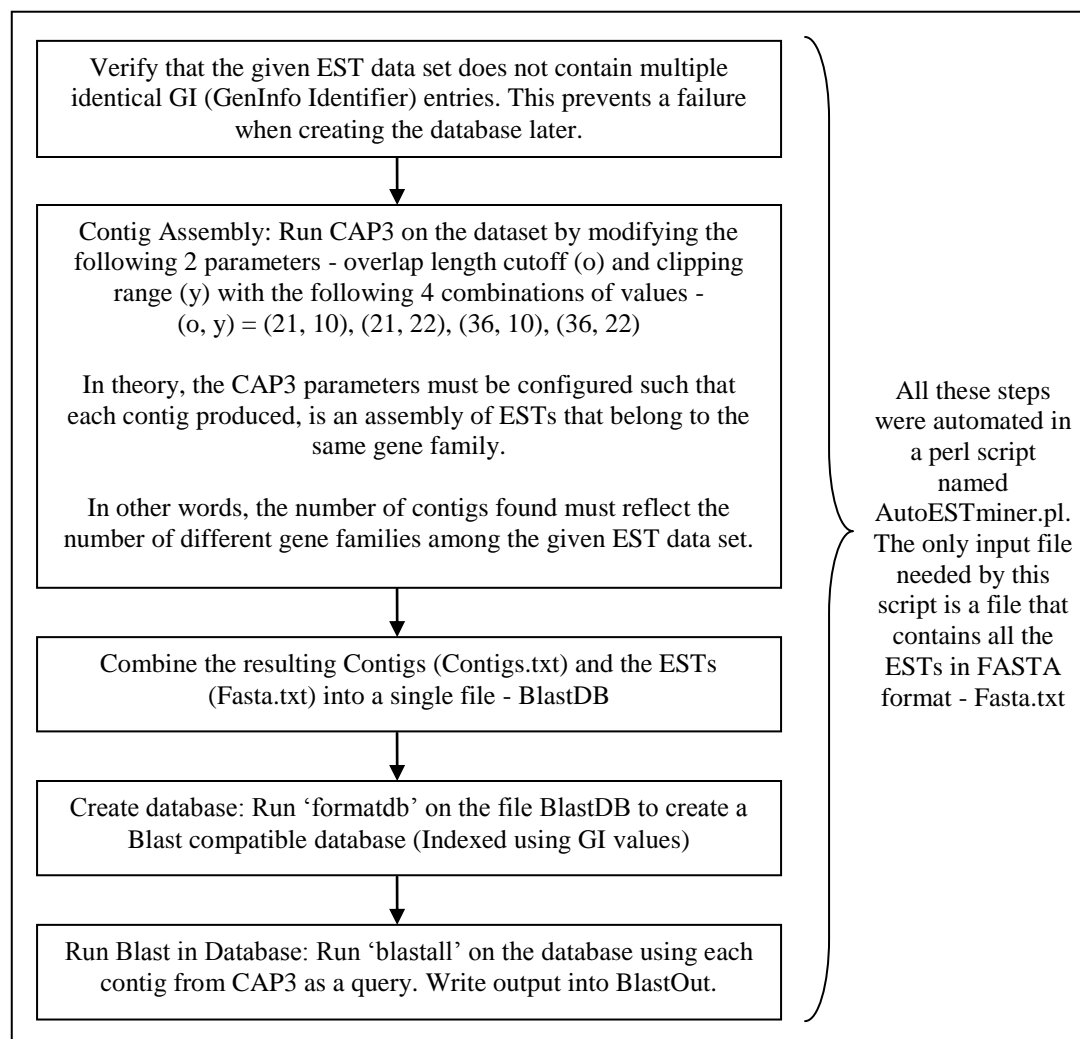 Verify that the given EST data set does not contain multiple
identical GI (GenInfo Identifier) entries. This prevents a failure
when creating the database later.
Contig Assembly: Run CAP3 on the dataset by modifying the
following 2 parameters - overlap length cutoff (o) and clipping
range (y) with the following 4 combinations of values -
(o, y) = (21, 10), (21, 22), (36, 10), (36, 22)
In theory, the CAP3 parameters must be configured such that
each contig produced, is an assembly of ESTs that belong to the
same gene family.
In other words, the number of contigs found must reflect the
number of different gene families among the given EST data set.
Combine the resulting Contigs (Contigs.txt) and the ESTs
(Fasta.txt) into a single file - BlastDB
Create database: Run ‘formatdb’ on the file BlastDB to create a
Blast compatible database (Indexed using GI values)
Run Blast in Database: Run ‘blastall’ on the database using each
contig from CAP3 as a query. Write output into BlastOut.
All these steps
were automated in
a perl script
named
AutoESTminer.pl.
The only input file
needed by this
script is a file that
contains all the
ESTs in FASTA
format - Fasta.txt